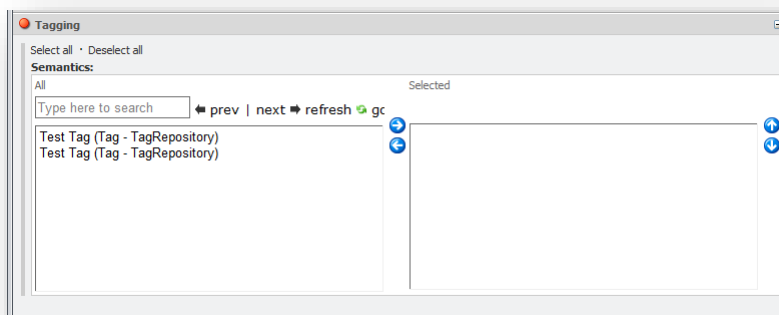 Tagging
Select all · Deselect all
Semantics:
All
Selected
Type here to search
prev | next refresh
Test Tag (Tag - TagRepository)
Test Tag (Tag - TagRepository)